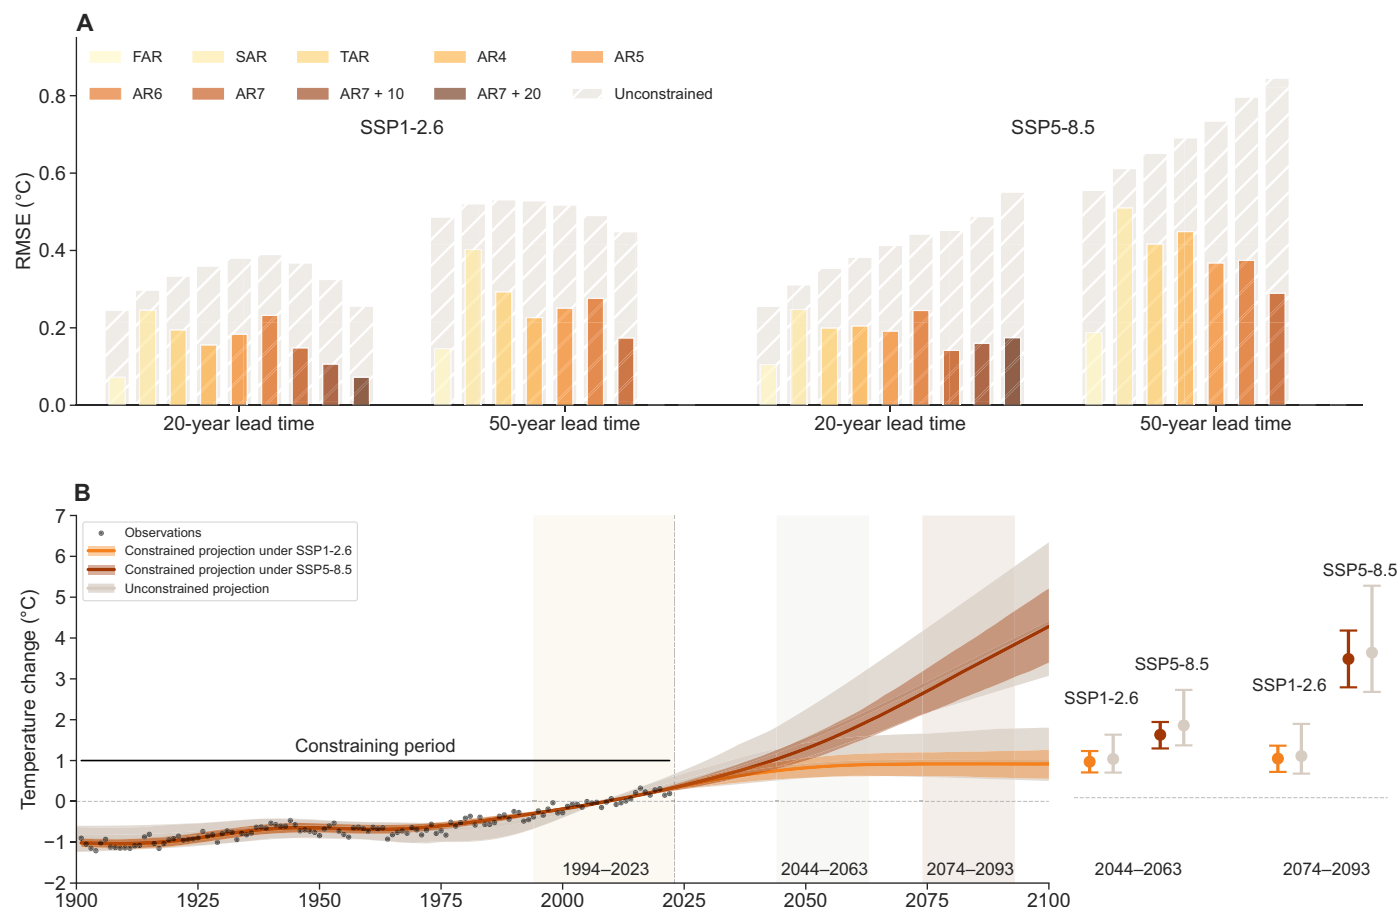 A
FAR SAR TAR AR4 AR5
AR6 AR7 AR7 + 10 AR7 + 20 Unconstrained
SSP1-2.6 SSP5-8.5
RMSE (°C)
0.8
0.6
0.4
0.2
0.0
20-year lead time 50-year lead time 20-year lead time 50-year lead time
B
Temperature change (°C)
7
6
5
4
3
2
1
0
−1
−2
Observations
Constrained projection under SSP1-2.6
Constrained projection under SSP5-8.5
Unconstrained projection
Constraining period
1994–2023 2044–2063 2074–2093
1900 1925 1950 1975 2000 2025 2050 2075 2100
SSP1-2.6
SSP5-8.5
SSP1-2.6
SSP5-8.5
2044–2063 2074–2093